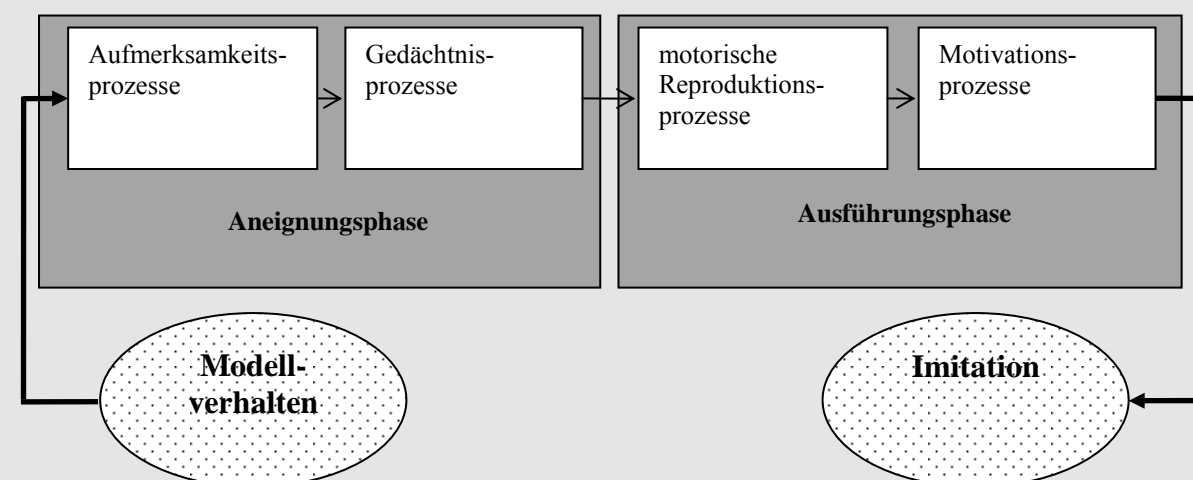 Aufmerksamkeits-
prozesse
Gedächtnis-
prozesse
motorische
Reproduktions-
prozesse
Motivations-
prozesse
Aneignungsphase
Ausführungsphase
Modell-
verhalten
Imitation